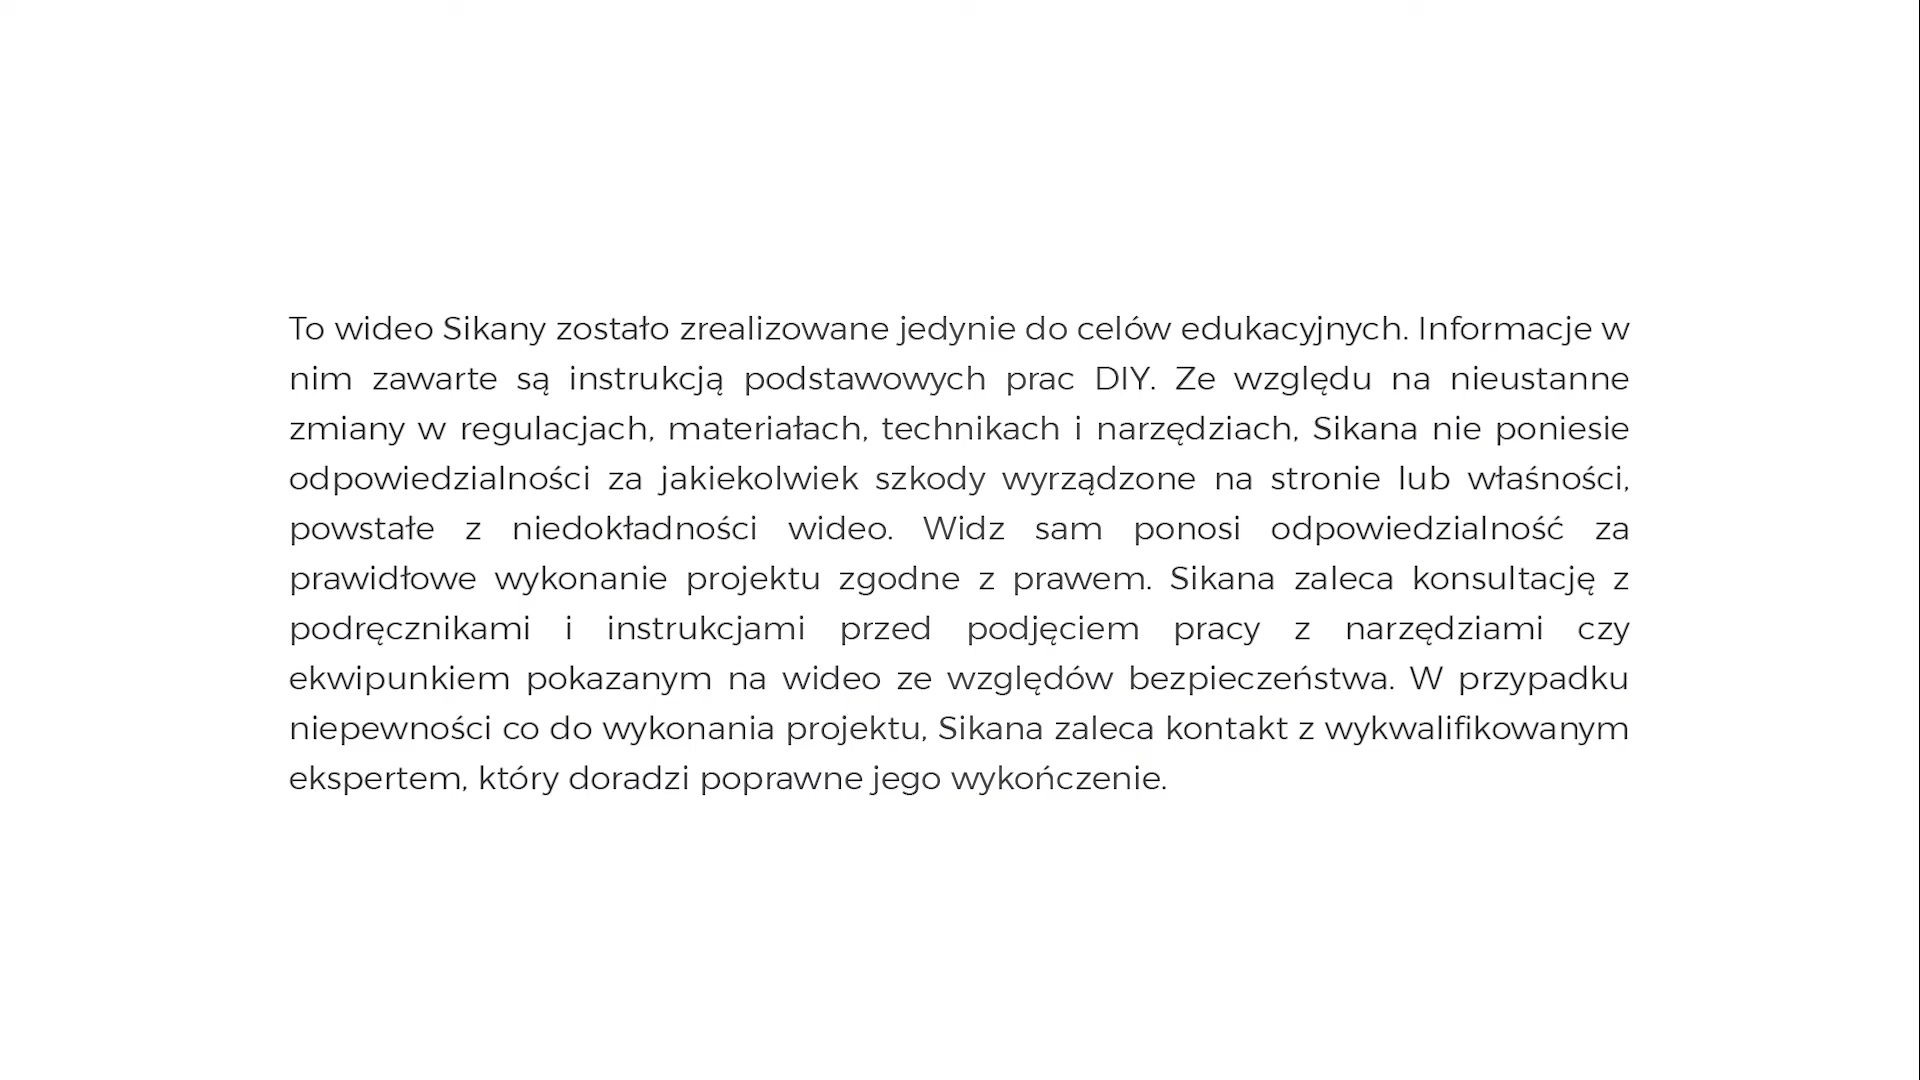 To wideo Sikany zostało zrealizowane jedynie do celów edukacyjnych. Informacje w
nim zawarte są instrukcją podstawowych prac DIY. Ze względu na nieustanne
zmiany w regulacjach, materiałach, technikach i narzędziach, Sikana nie poniesie
odpowiedzialności za jakiekolwiek szkody wyrządzone na stronie lub właśności,
powstałe z niedokładności wideo. Widz sam ponosi odpowiedzialność za
prawidłowe wykonanie projektu zgodne z prawem. Sikana zaleca konsultację z
podręcznikami i instrukcjami przed podjęciem pracy z narzędziami czy
ekwipunkiem pokazanym na wideo ze względów bezpieczeństwa. W przypadku
niepewności co do wykonania projektu, Sikana zaleca kontakt z wykwalifikowanym
ekspertem, który doradzi poprawne jego wykończenie.